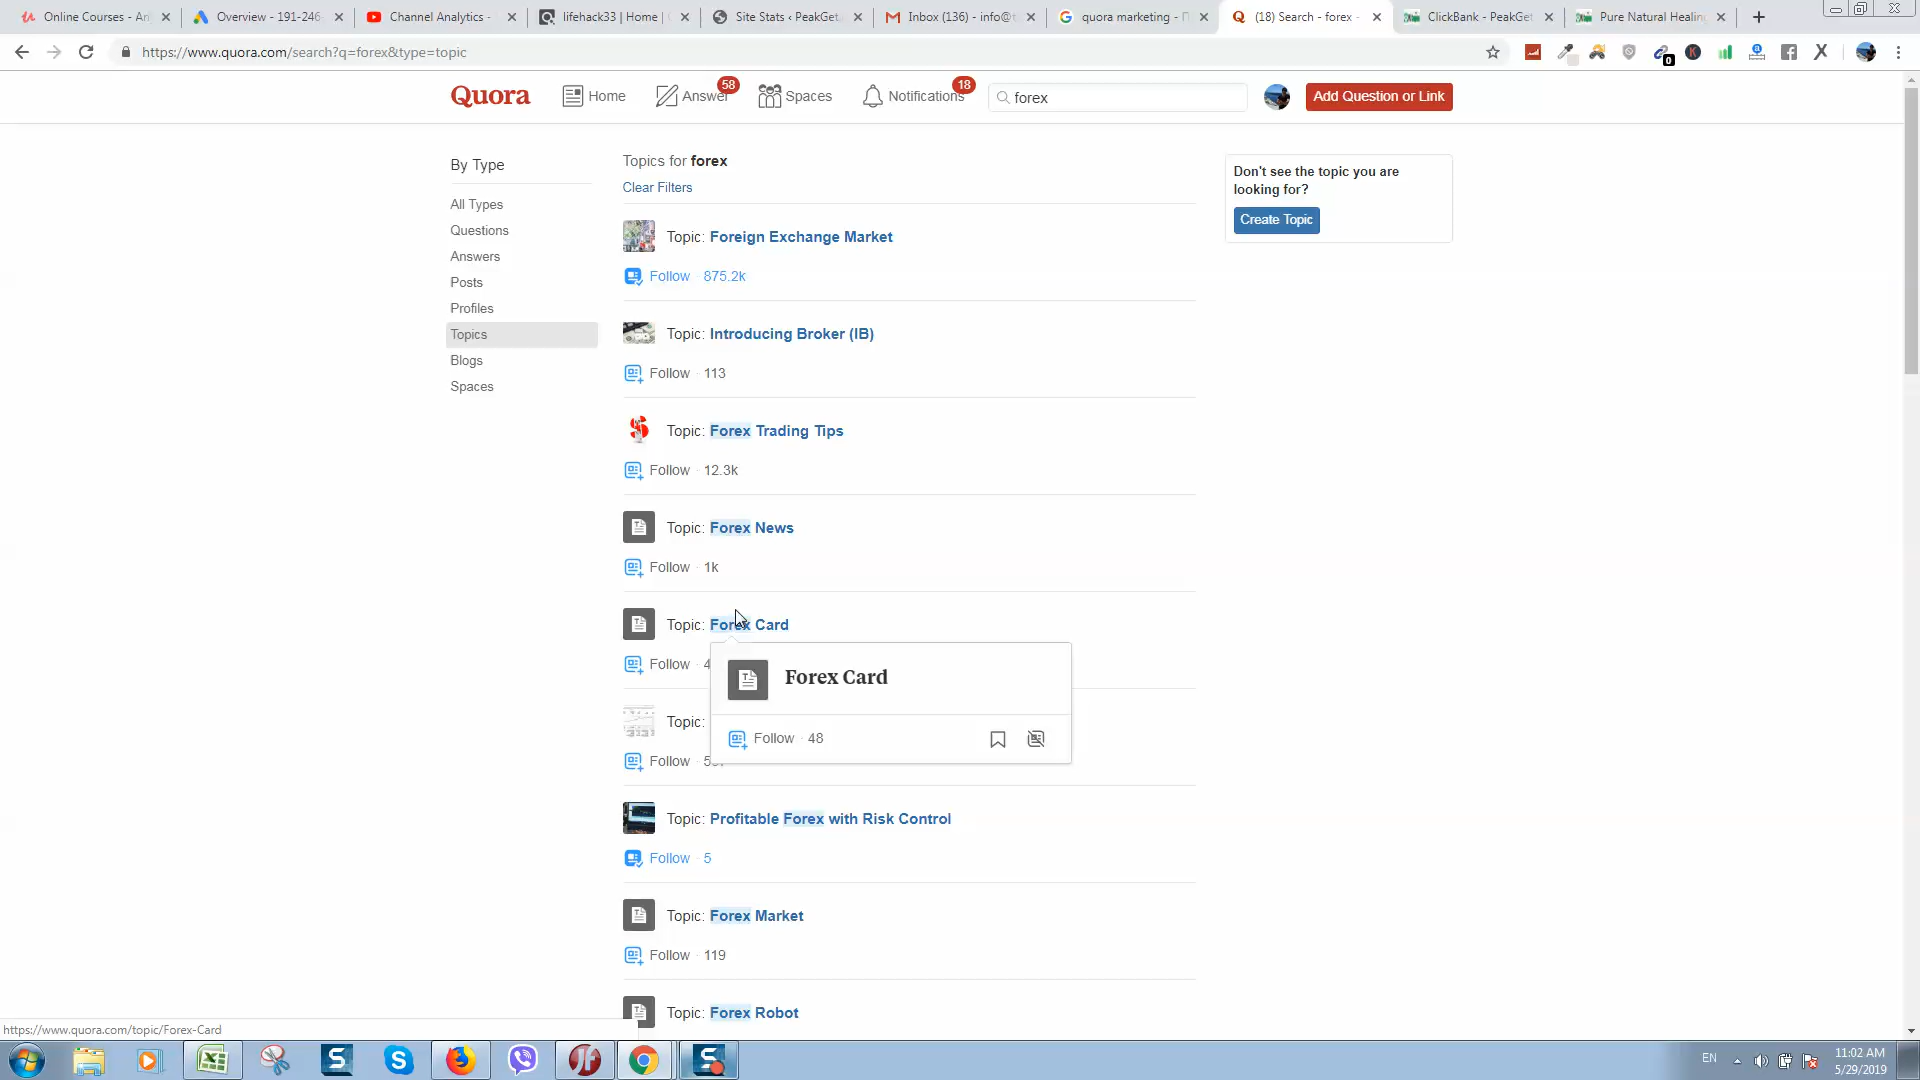 Online Courses - An
Overview - 191-246
Channel Analytics -
lifehack33 | Home |
Site Stats ‹ PeakGet
Inbox (136) - info@t
quora marketing - П
(18) Search - forex -
ClickBank - PeakGet
Pure Natural Healin
https://www.quora.com/search?q=forex&type=topic
Quora
Home
Answer
58
Spaces
Notifications
18
forex
Add Question or Link
By Type
All Types
Questions
Answers
Posts
Profiles
Topics
Blogs
Spaces
Topics for forex
Clear Filters
Topic: Foreign Exchange Market
Follow · 875.2k
Topic: Introducing Broker (IB)
Follow · 113
Topic: Forex Trading Tips
Follow · 12.3k
Topic: Forex News
Follow · 1k
Topic: Forex Card
Follow · 4
Forex Card
Follow · 48
Topic:
Follow
Topic: Profitable Forex with Risk Control
Follow · 5
Topic: Forex Market
Follow · 119
Topic: Forex Robot
Don't see the topic you are
looking for?
Create Topic
https://www.quora.com/topic/Forex-Card
EN
11:02 AM
5/29/2019